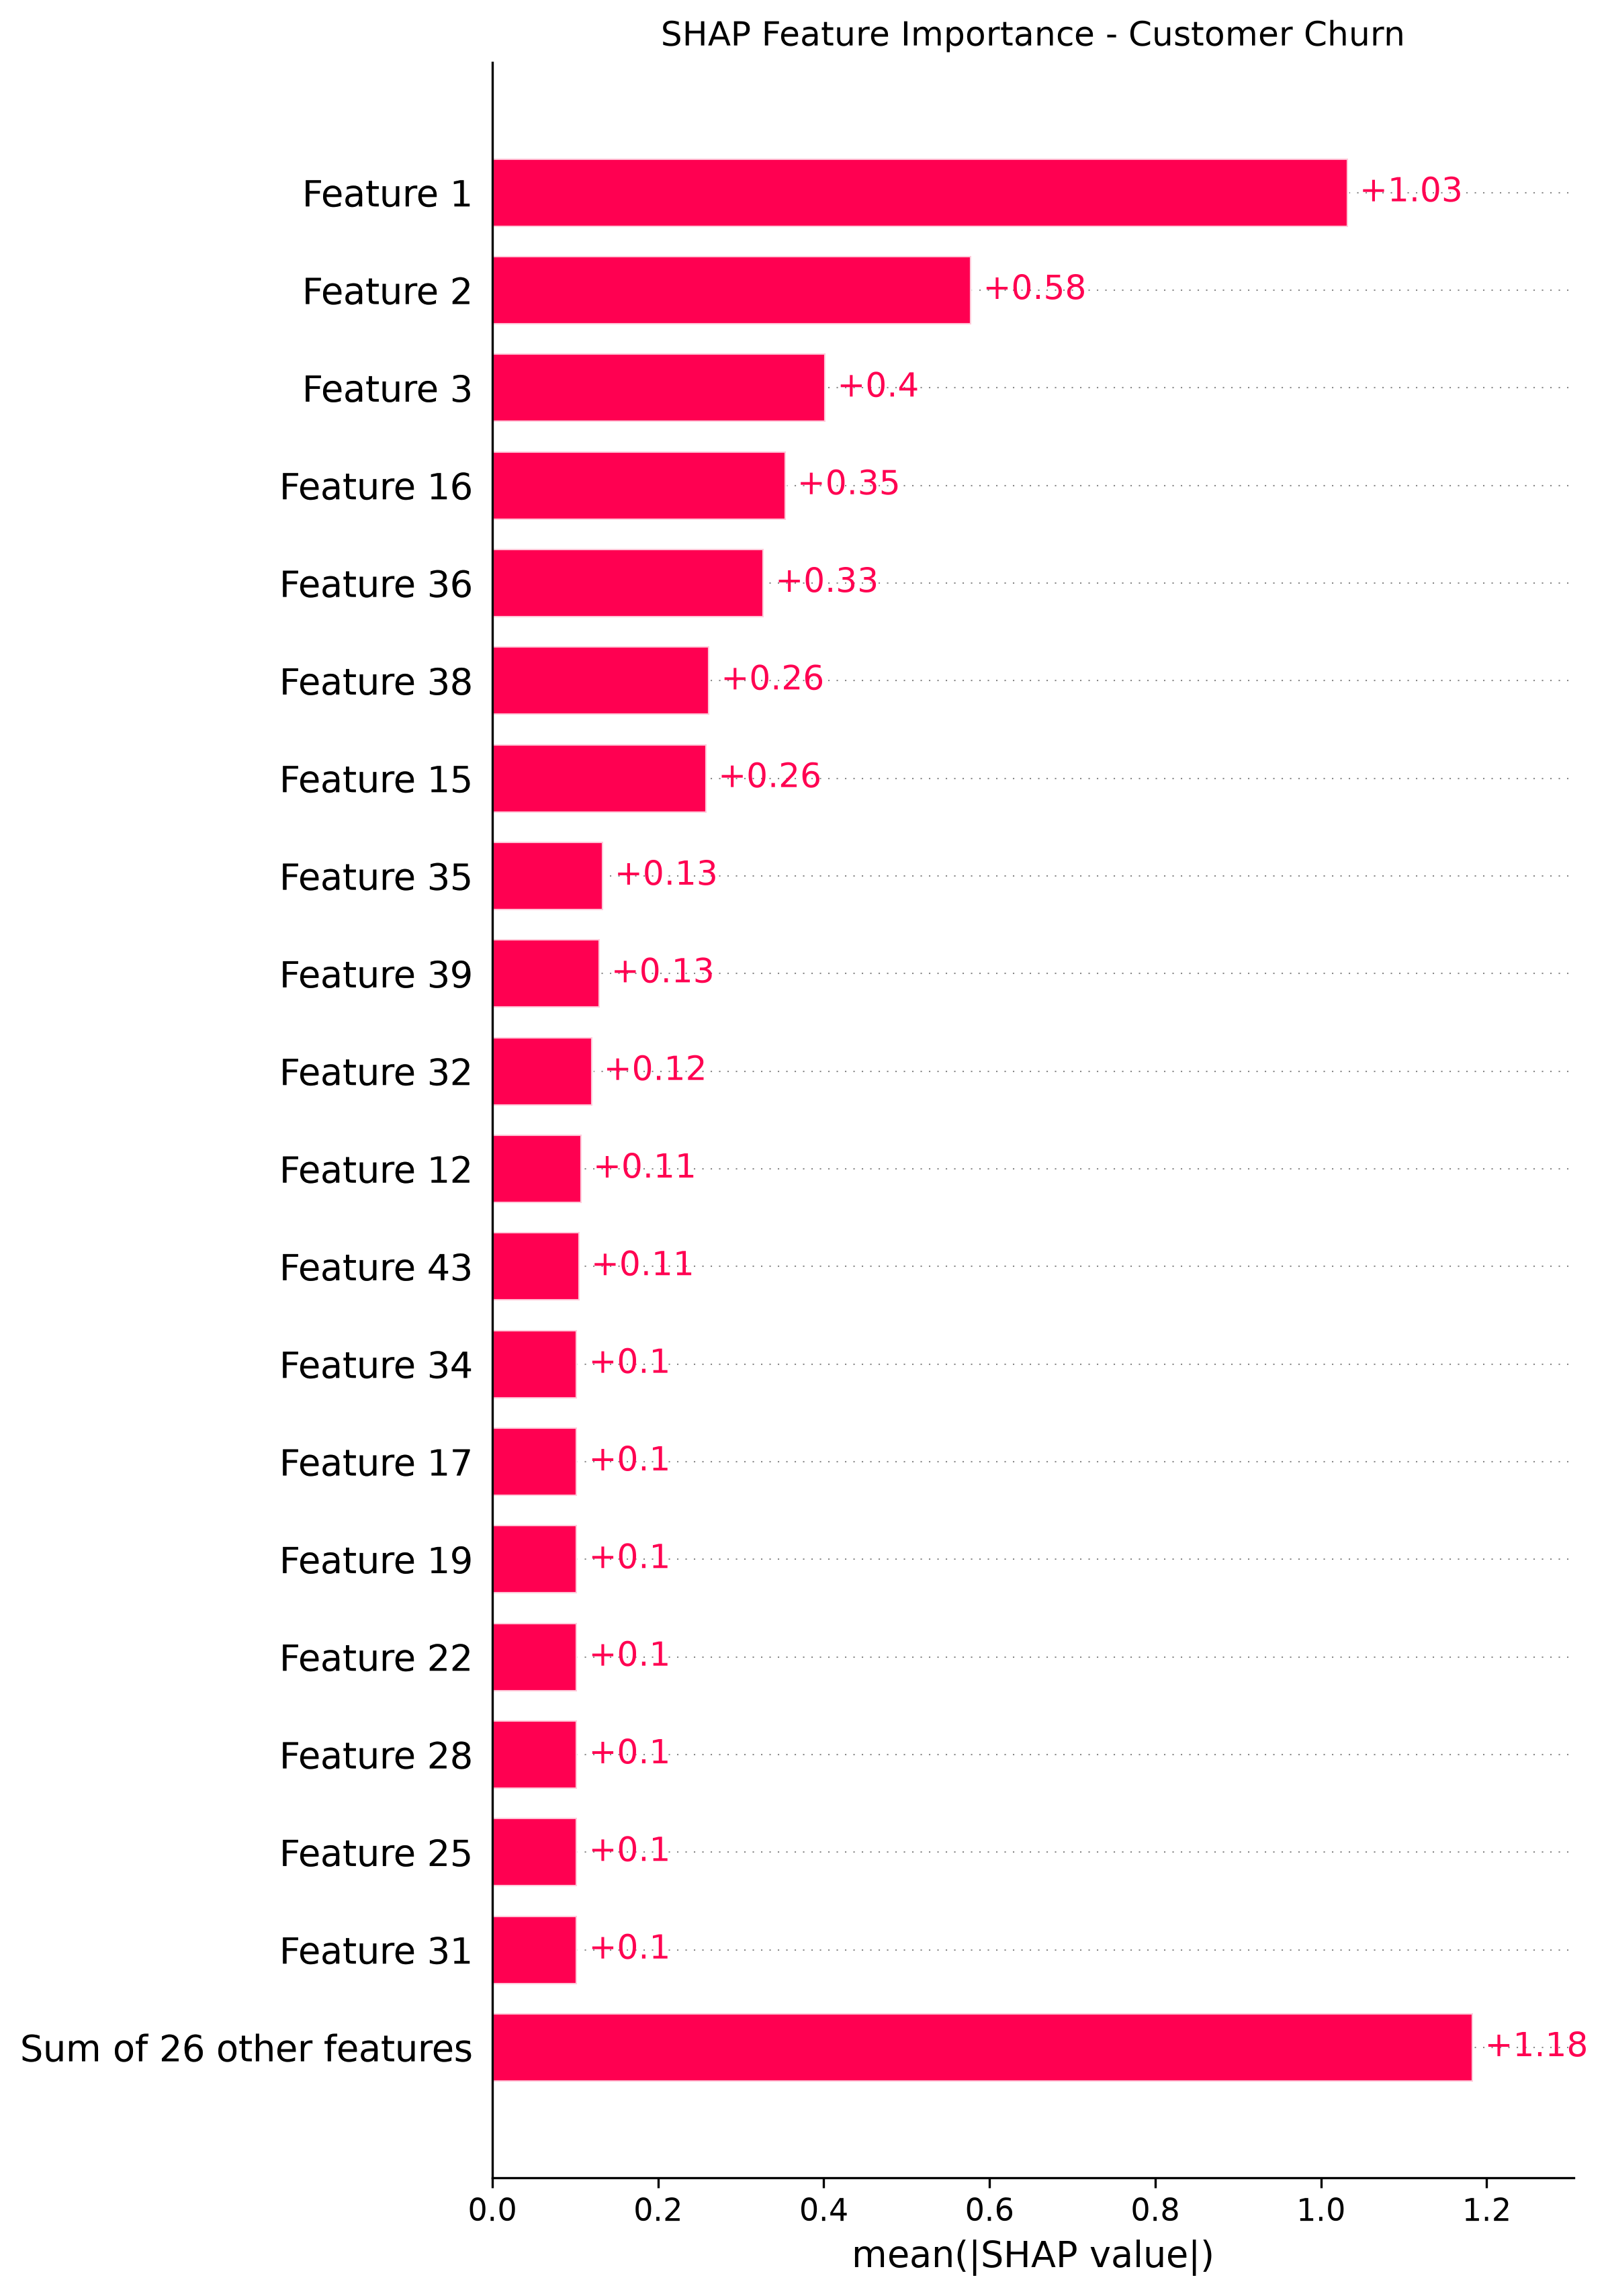 SHAP Feature Importance - Customer Churn
Feature 1 +1.03
Feature 2 +0.58
Feature 3 +0.4
Feature 16 +0.35
Feature 36 +0.33
Feature 38 +0.26
Feature 15 +0.26
Feature 35 +0.13
Feature 39 +0.13
Feature 32 +0.12
Feature 12 +0.11
Feature 43 +0.11
Feature 34 +0.1
Feature 17 +0.1
Feature 19 +0.1
Feature 22 +0.1
Feature 28 +0.1
Feature 25 +0.1
Feature 31 +0.1
Sum of 26 other features +1.18
0.0 0.2 0.4 0.6 0.8 1.0 1.2
mean(|SHAP value|)